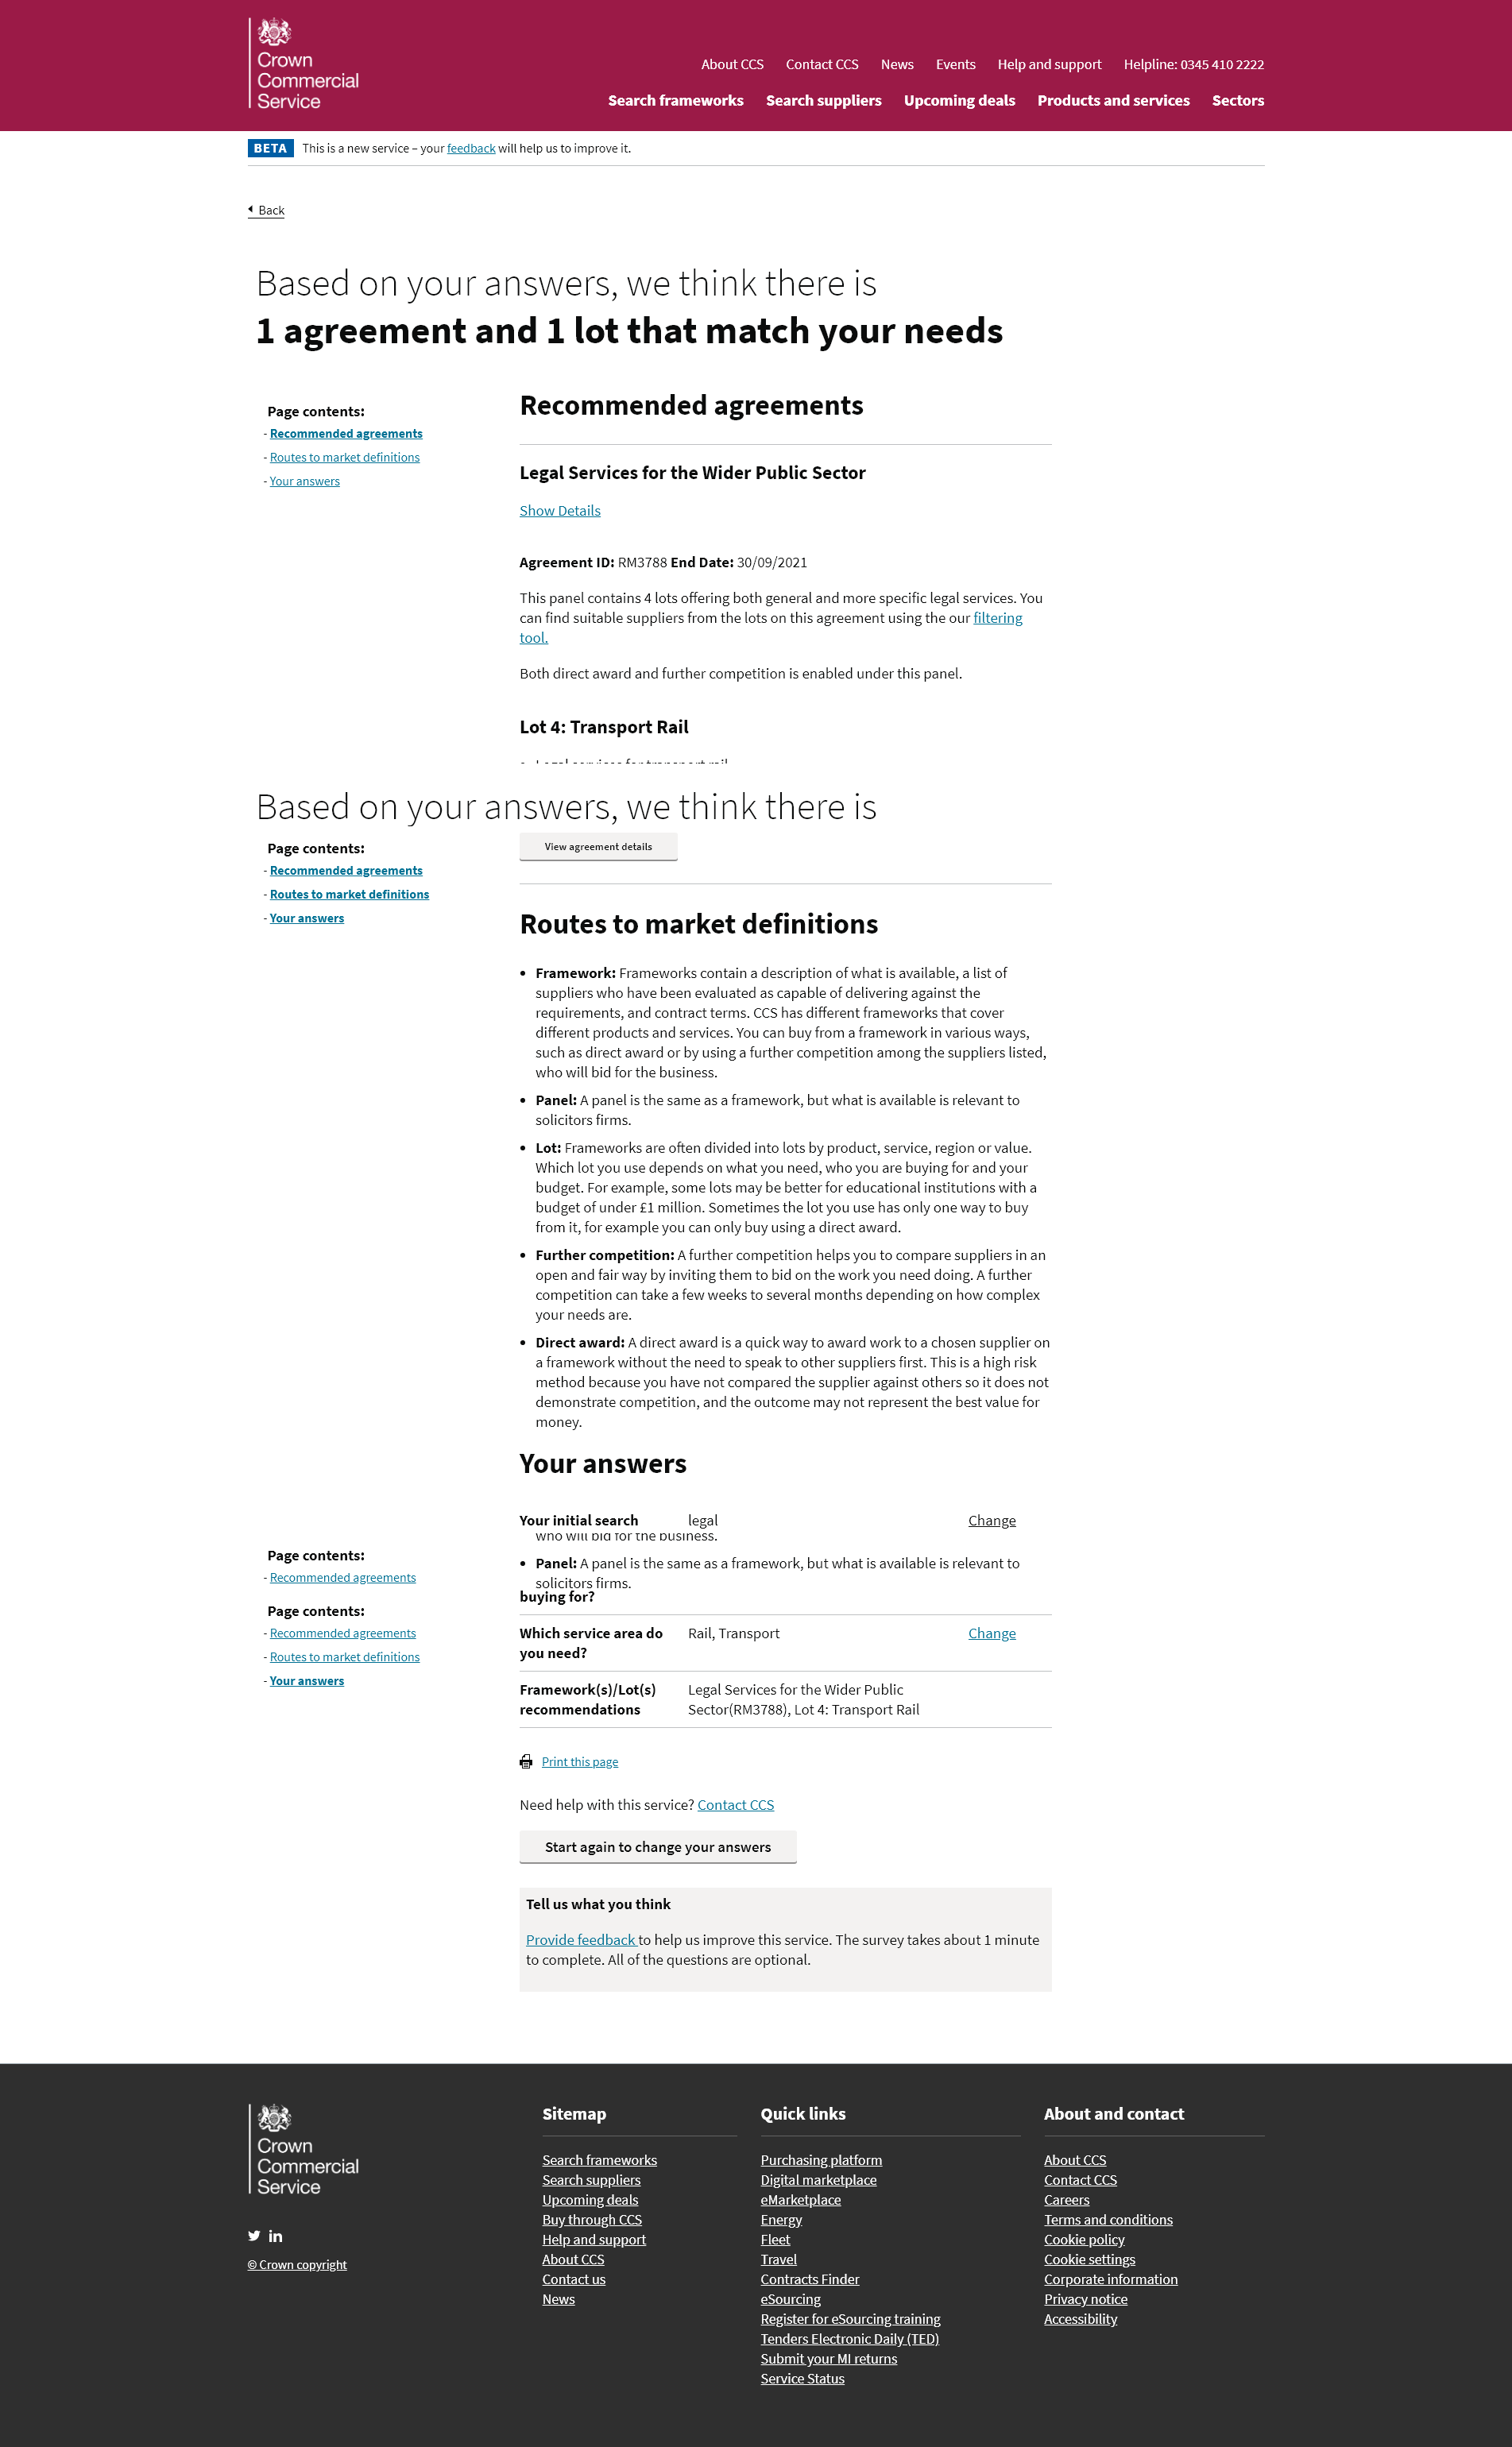 Crown
Commercial
Service
About CCS Contact CCS News Events Help and support Helpline: 0345 410 2222
Search frameworks Search suppliers Upcoming deals Products and services Sectors
BETA This is a new service – your feedback will help us to improve it.
Back
Based on your answers, we think there is
1 agreement and 1 lot that match your needs
Page contents:
- Recommended agreements
- Routes to market definitions
- Your answers
Recommended agreements
Legal Services for the Wider Public Sector
Show Details
Agreement ID: RM3788 End Date: 30/09/2021
This panel contains 4 lots offering both general and more specific legal services. You
can find suitable suppliers from the lots on this agreement using the our filtering
tool.
Both direct award and further competition is enabled under this panel.
Lot 4: Transport Rail
• Legal services for transport rail
Based on your answers, we think there is
Page contents:
- Recommended agreements
- Routes to market definitions
- Your answers
View agreement details
Routes to market definitions
• Framework: Frameworks contain a description of what is available, a list of
suppliers who have been evaluated as capable of delivering against the
requirements, and contract terms. CCS has different frameworks that cover
different products and services. You can buy from a framework in various ways,
such as direct award or by using a further competition among the suppliers listed,
who will bid for the business.
• Panel: A panel is the same as a framework, but what is available is relevant to
solicitors firms.
• Lot: Frameworks are often divided into lots by product, service, region or value.
Which lot you use depends on what you need, who you are buying for and your
budget. For example, some lots may be better for educational institutions with a
budget of under £1 million. Sometimes the lot you use has only one way to buy
from it, for example you can only buy using a direct award.
• Further competition: A further competition helps you to compare suppliers in an
open and fair way by inviting them to bid on the work you need doing. A further
competition can take a few weeks to several months depending on how complex
your needs are.
• Direct award: A direct award is a quick way to award work to a chosen supplier on
a framework without the need to speak to other suppliers first. This is a high risk
method because you have not compared the supplier against others so it does not
demonstrate competition, and the outcome may not represent the best value for
money.
Your answers
Your initial search legal Change
who will bid for the business.
• Panel: A panel is the same as a framework, but what is available is relevant to
solicitors firms.
buying for?
Page contents:
- Recommended agreements
Page contents:
- Recommended agreements
- Routes to market definitions
- Your answers
Which service area do
you need?
Rail, Transport Change
Framework(s)/Lot(s)
recommendations
Legal Services for the Wider Public
Sector(RM3788), Lot 4: Transport Rail
Print this page
Need help with this service? Contact CCS
Start again to change your answers
Tell us what you think
Provide feedback to help us improve this service. The survey takes about 1 minute
to complete. All of the questions are optional.
Crown
Commercial
Service
© Crown copyright
Sitemap
Search frameworks
Search suppliers
Upcoming deals
Buy through CCS
Help and support
About CCS
Contact us
News
Quick links
Purchasing platform
Digital marketplace
eMarketplace
Energy
Fleet
Travel
Contracts Finder
eSourcing
Register for eSourcing training
Tenders Electronic Daily (TED)
Submit your MI returns
Service Status
About and contact
About CCS
Contact CCS
Careers
Terms and conditions
Cookie policy
Cookie settings
Corporate information
Privacy notice
Accessibility